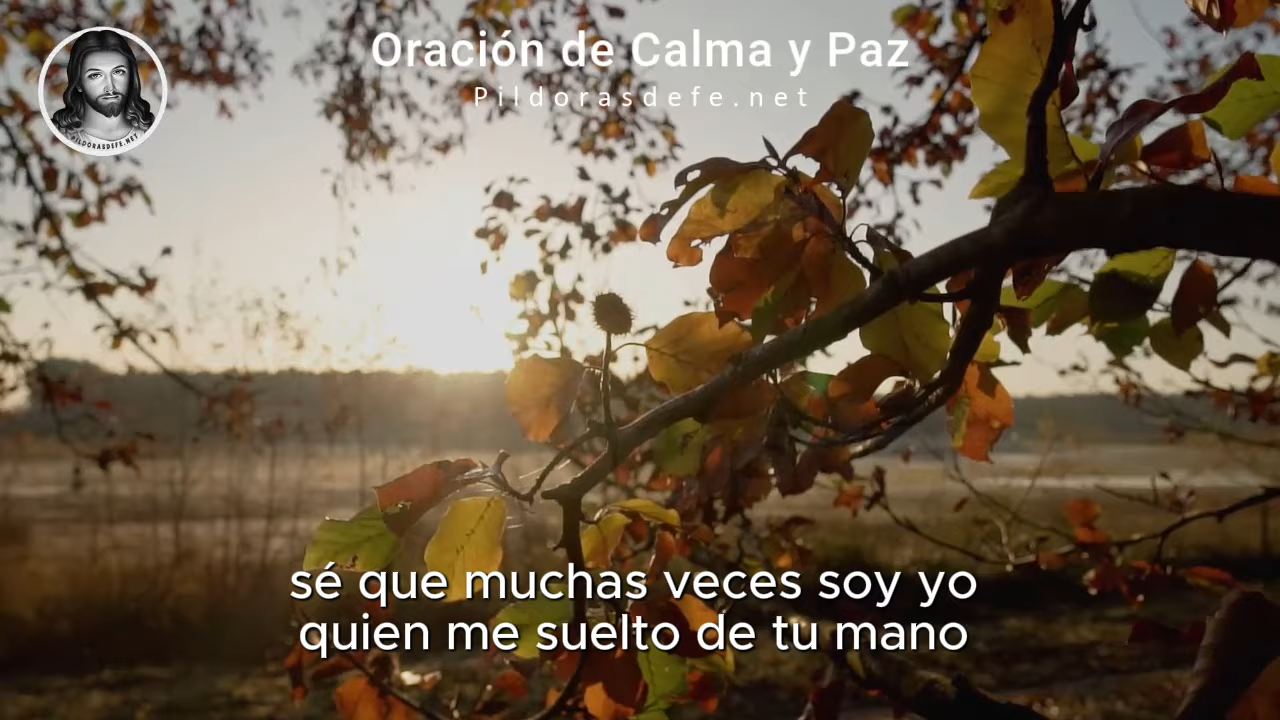 Oración de Calma y Paz
Pildorasdefe.net
PILDORASDEFE.NET
sé que muchas veces soy yo
quien me suelto de tu mano